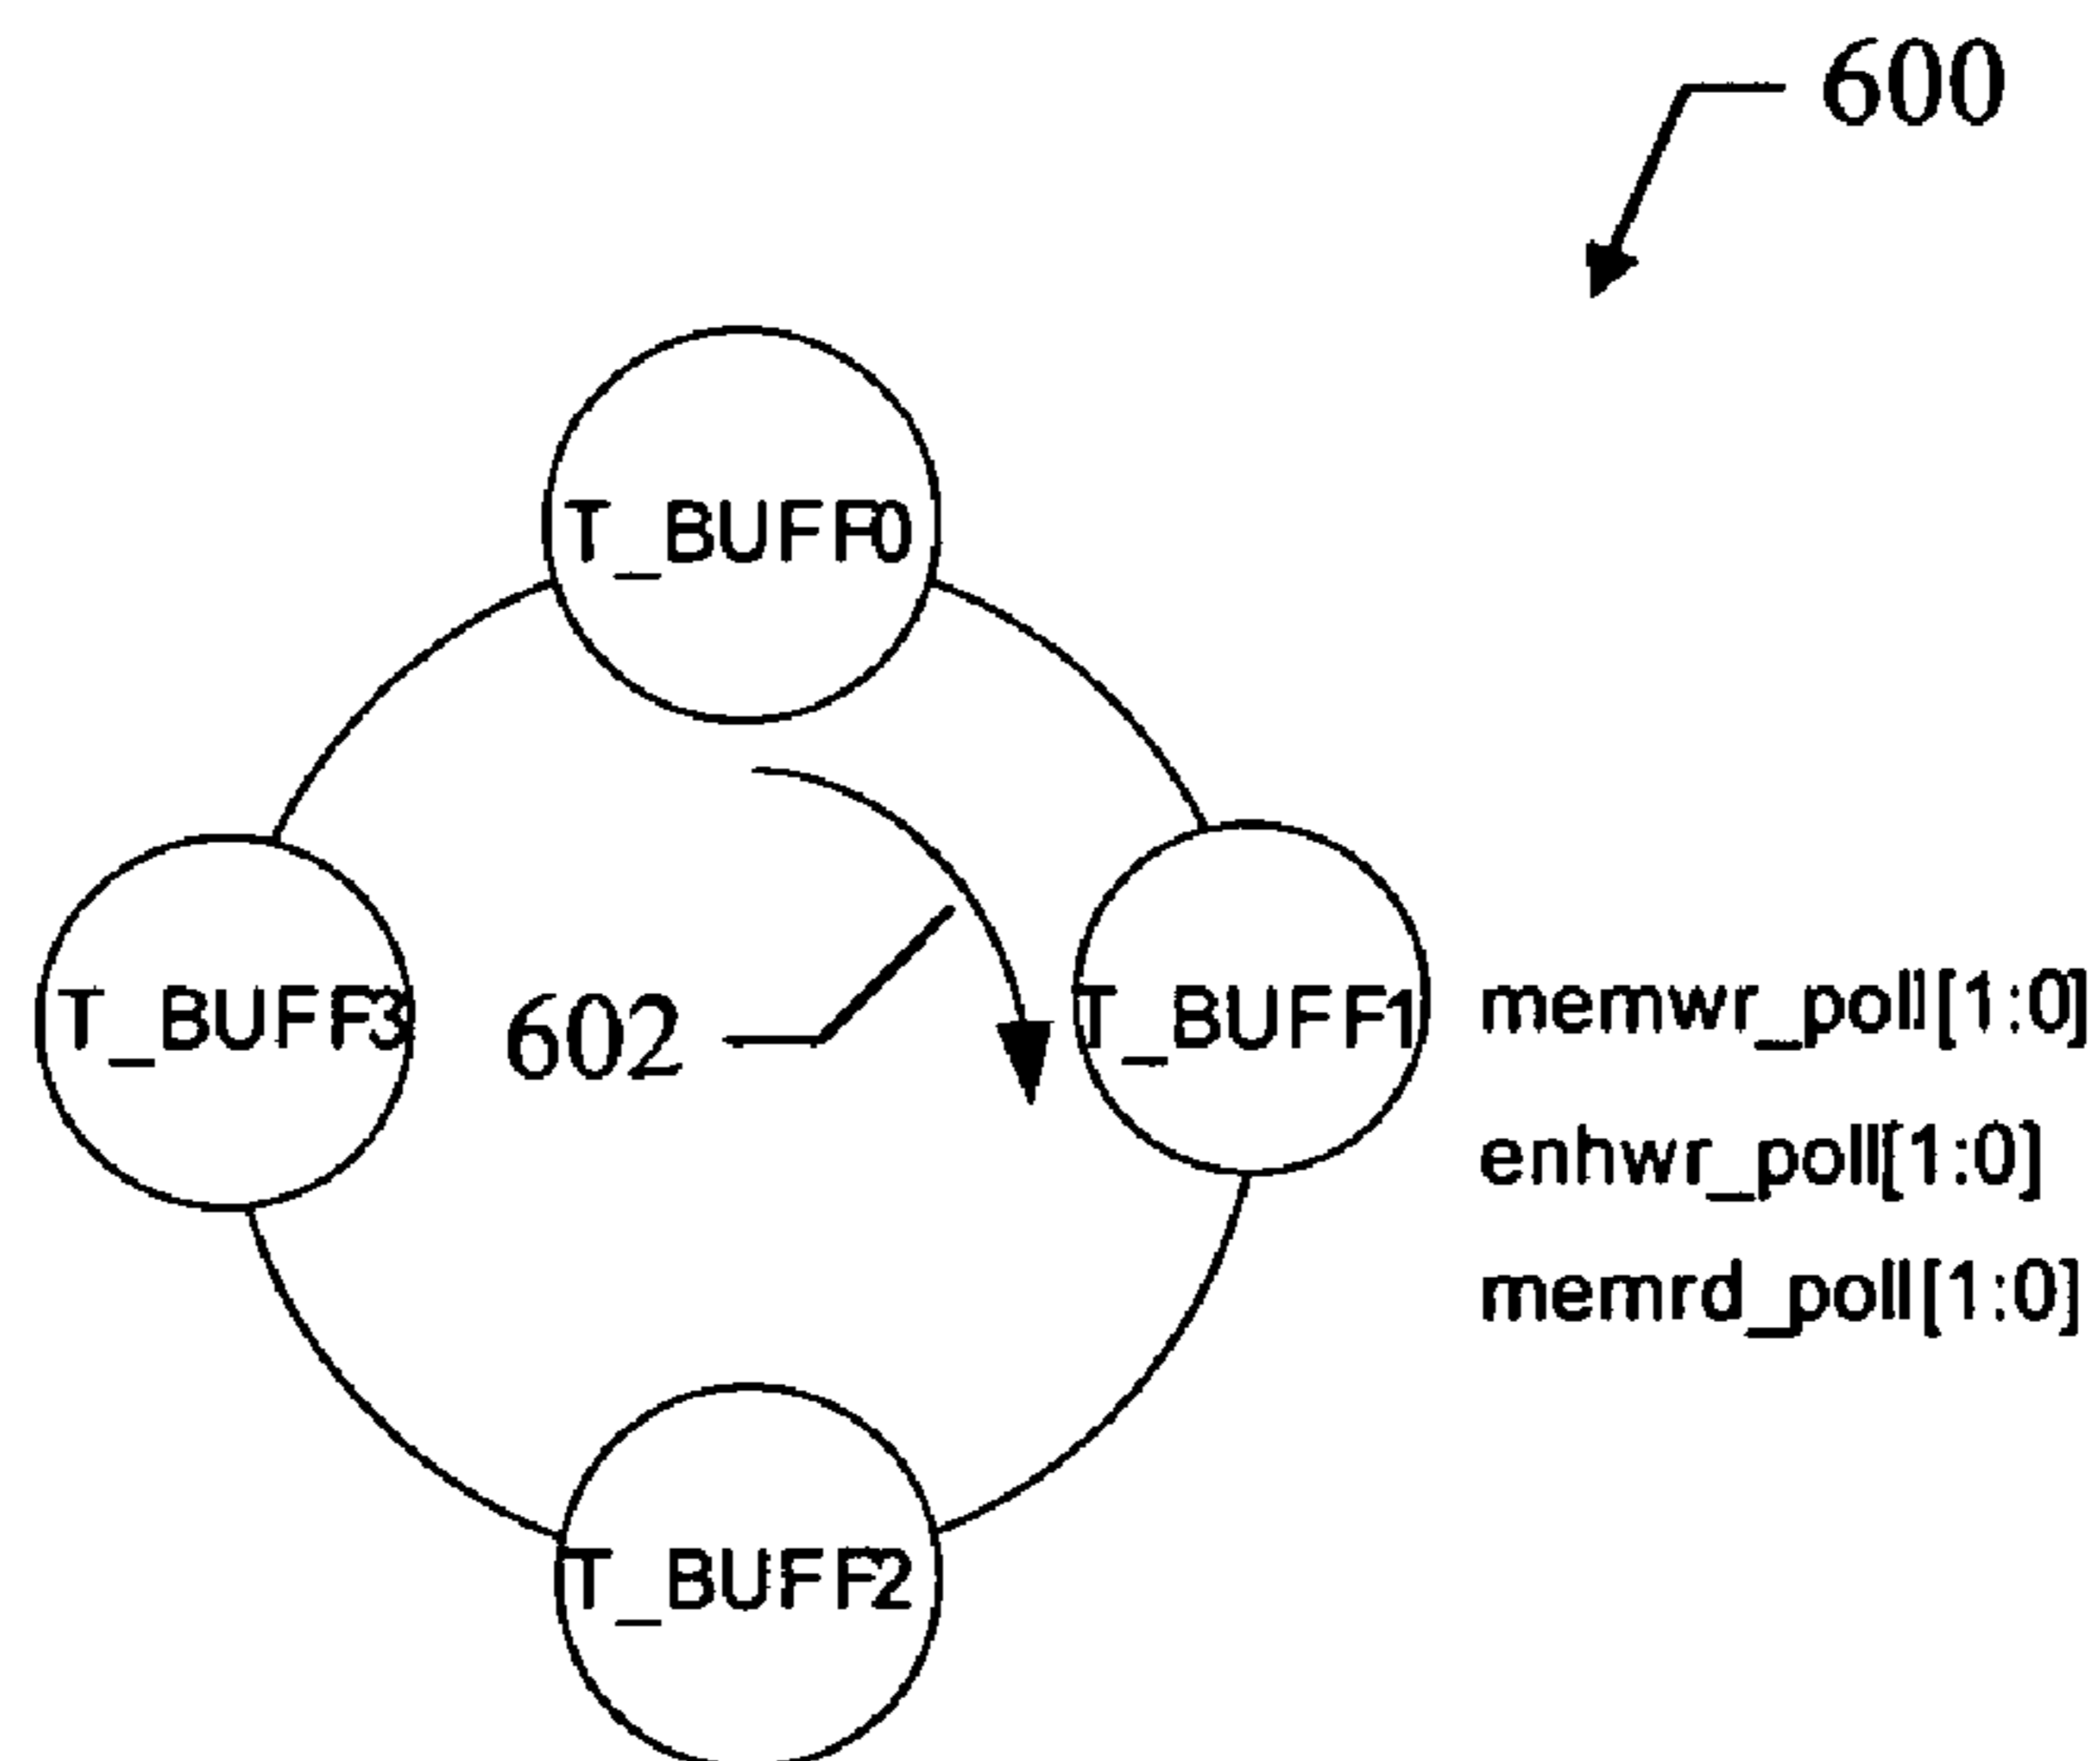 600
T_BUFF0
T_BUFF3
602
T_BUFF1
memwr_poll[1:0]
enhwr_poll[1:0]
memrd_poll[1:0]
T_BUFF2